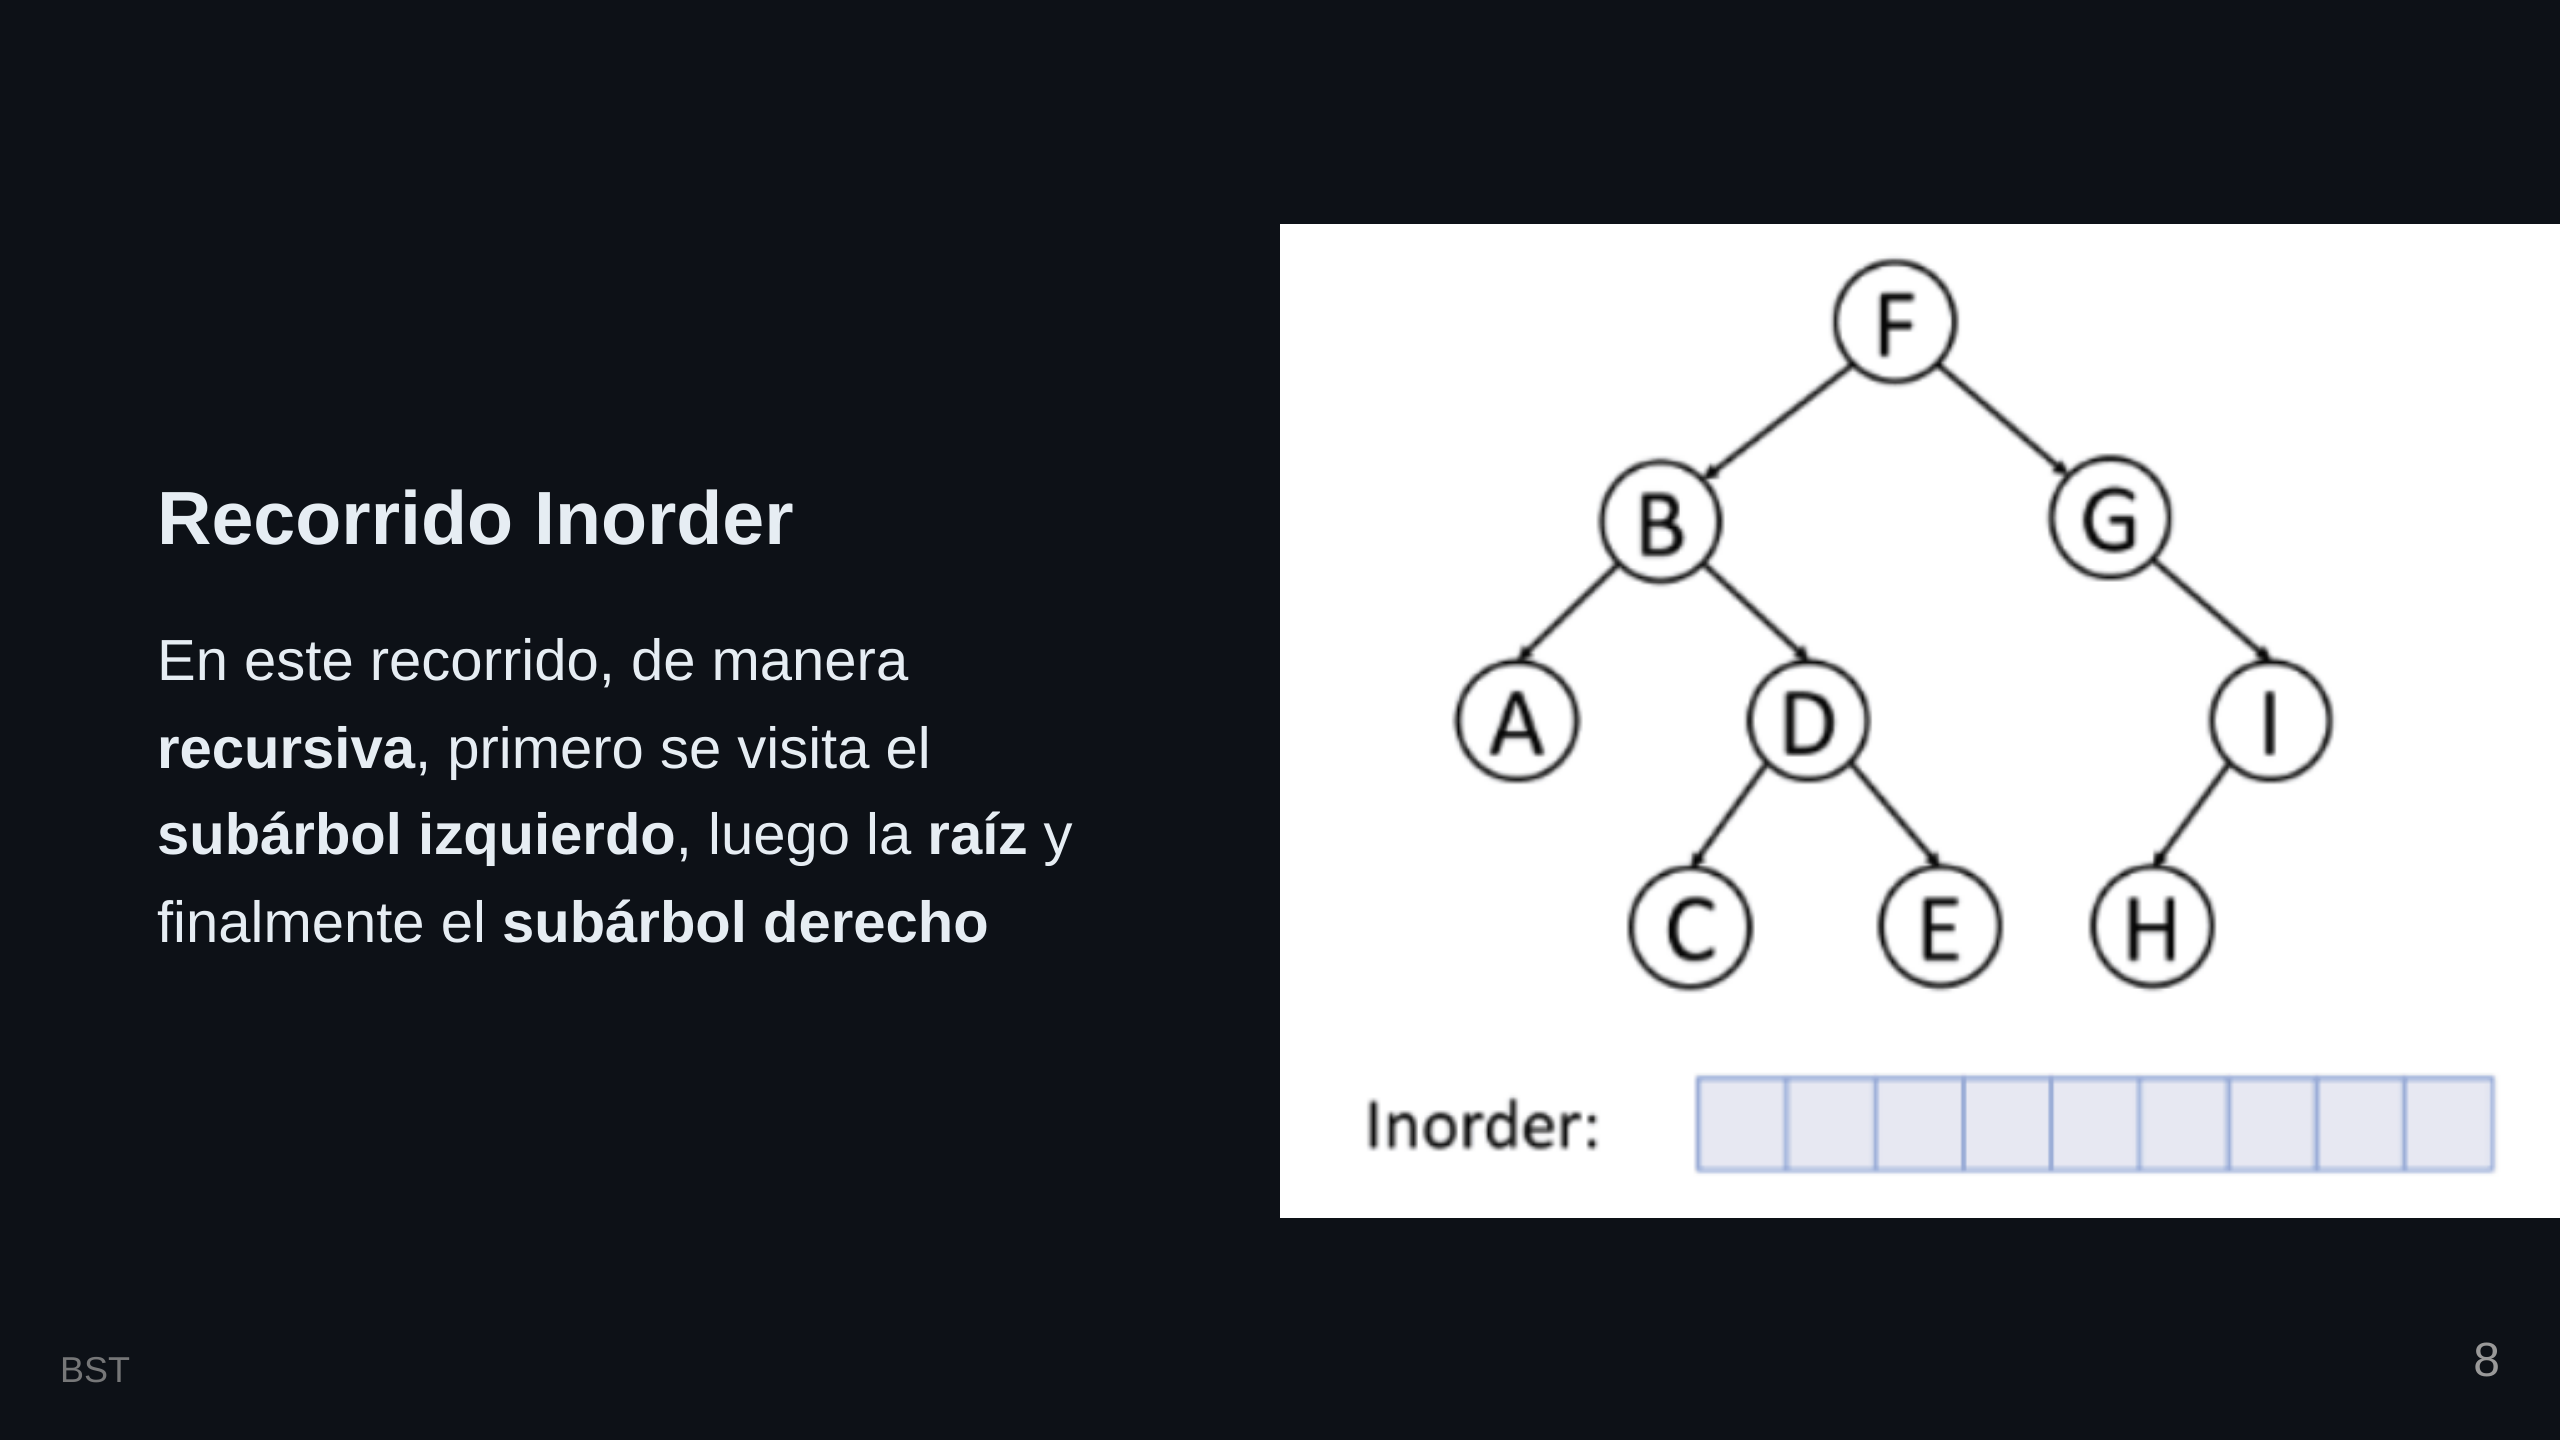 Recorrido Inorder
En este recorrido, de manera
recursiva, primero se visita el
subárbol izquierdo, luego la raíz y
finalmente el subárbol derecho
F
B
G
A
D
I
C
E
H
Inorder:
BST
8